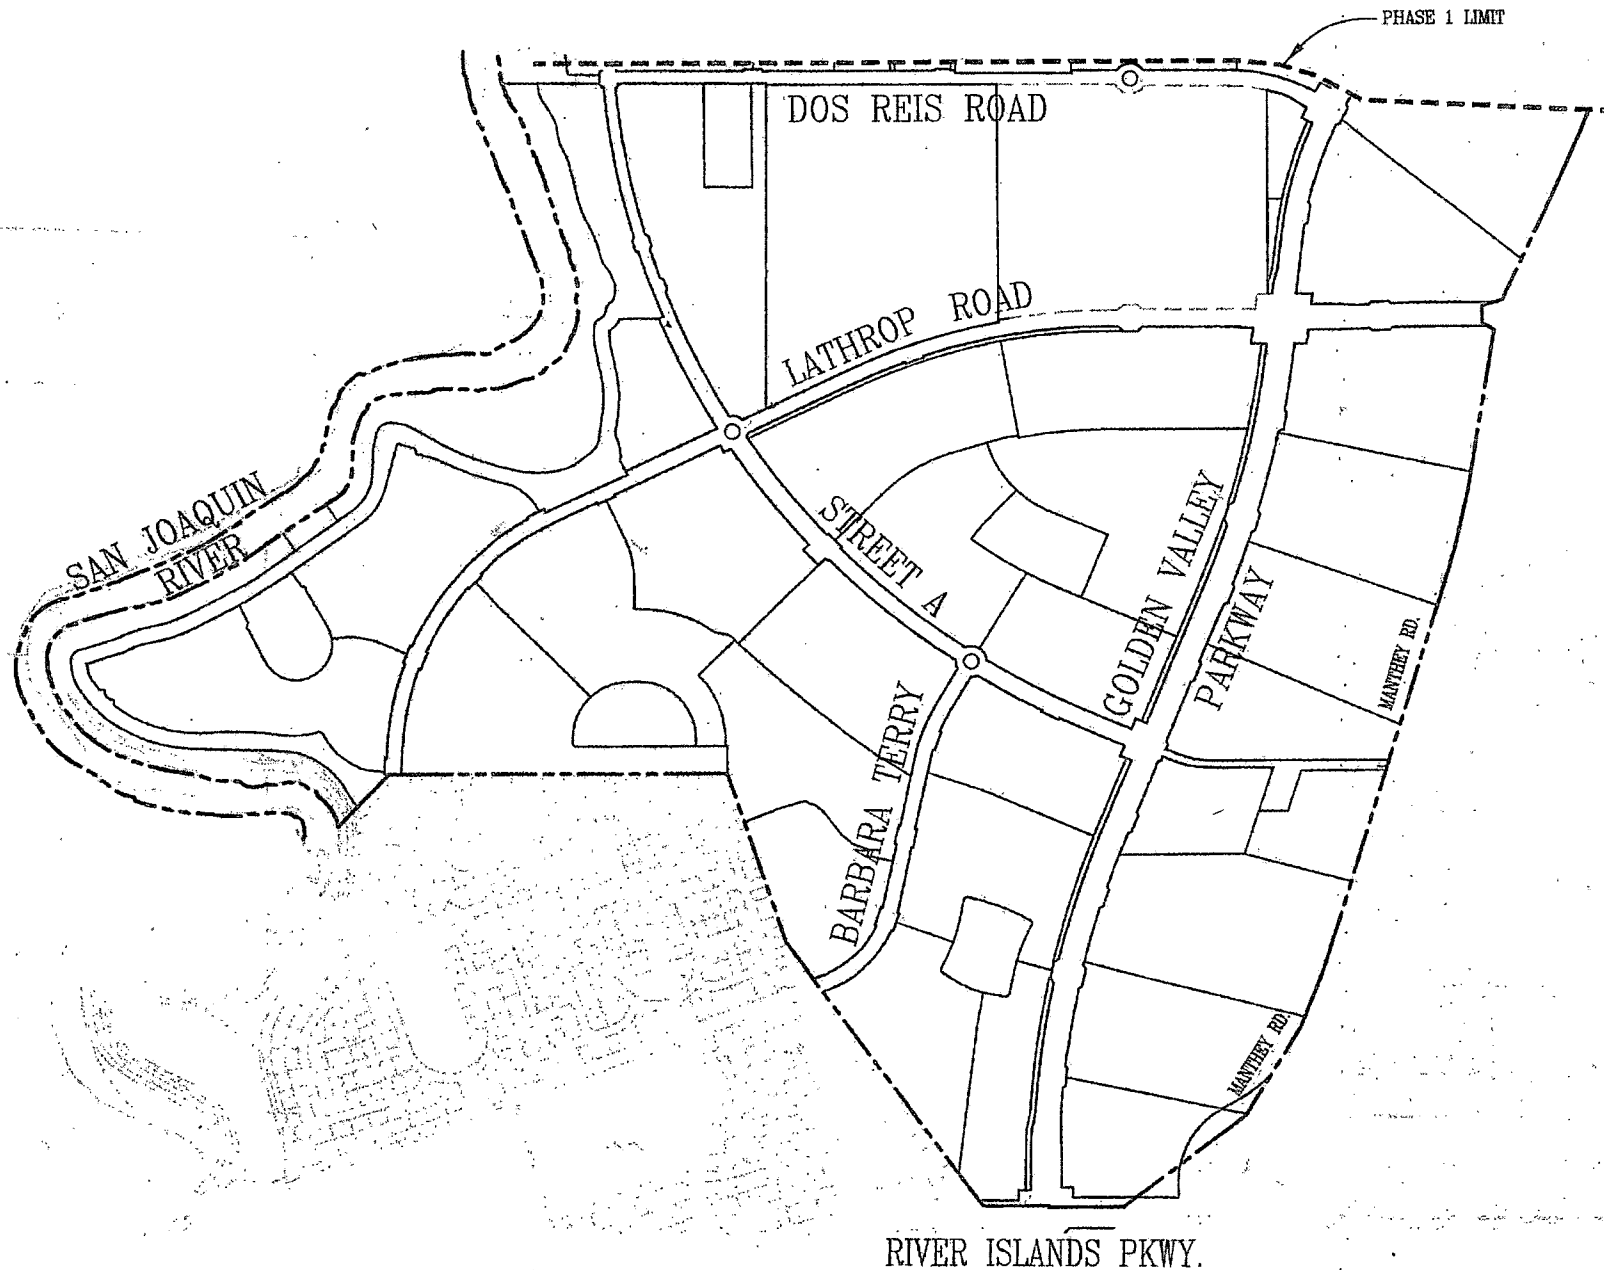 PHASE 1 LIMIT
DOS REIS ROAD
LATHROP ROAD
SAN JOAQUIN
RIVER
STREET A
GOLDEN VALLEY
PARKWAY
MANTHEY RD.
BARBARA TERRY
MANTHEY RD.
RIVER ISLANDS PKWY.